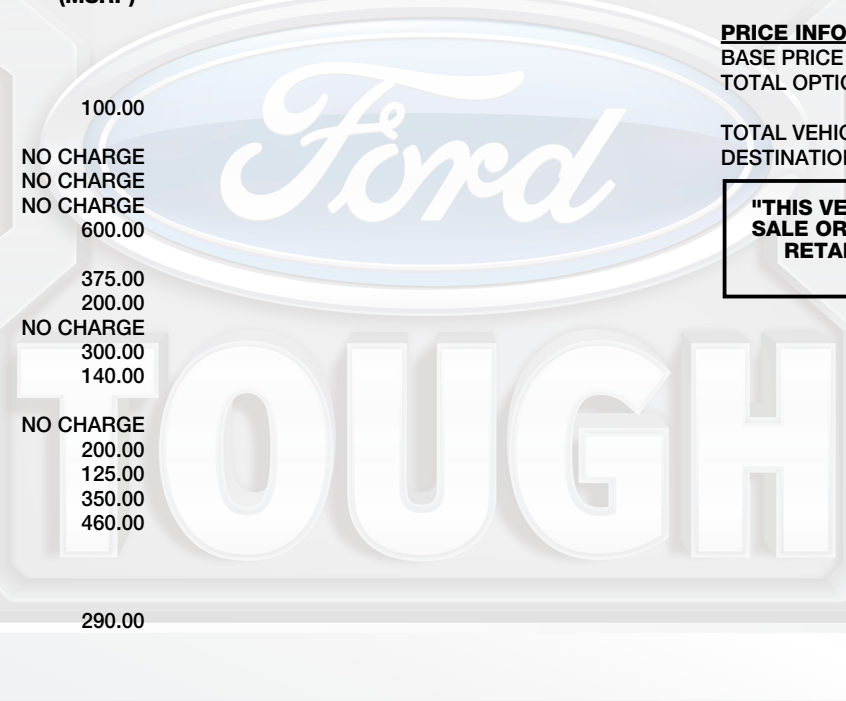 (MSRP)
100.00
NO CHARGE
NO CHARGE
NO CHARGE
600.00
375.00
200.00
NO CHARGE
300.00
140.00
NO CHARGE
200.00
125.00
350.00
460.00
290.00
PRICE INFO
BASE PRICE
TOTAL OPTIO
TOTAL VEHIC
DESTINATION
"THIS VE
SALE OR
RETAI
Ford
TOUGH